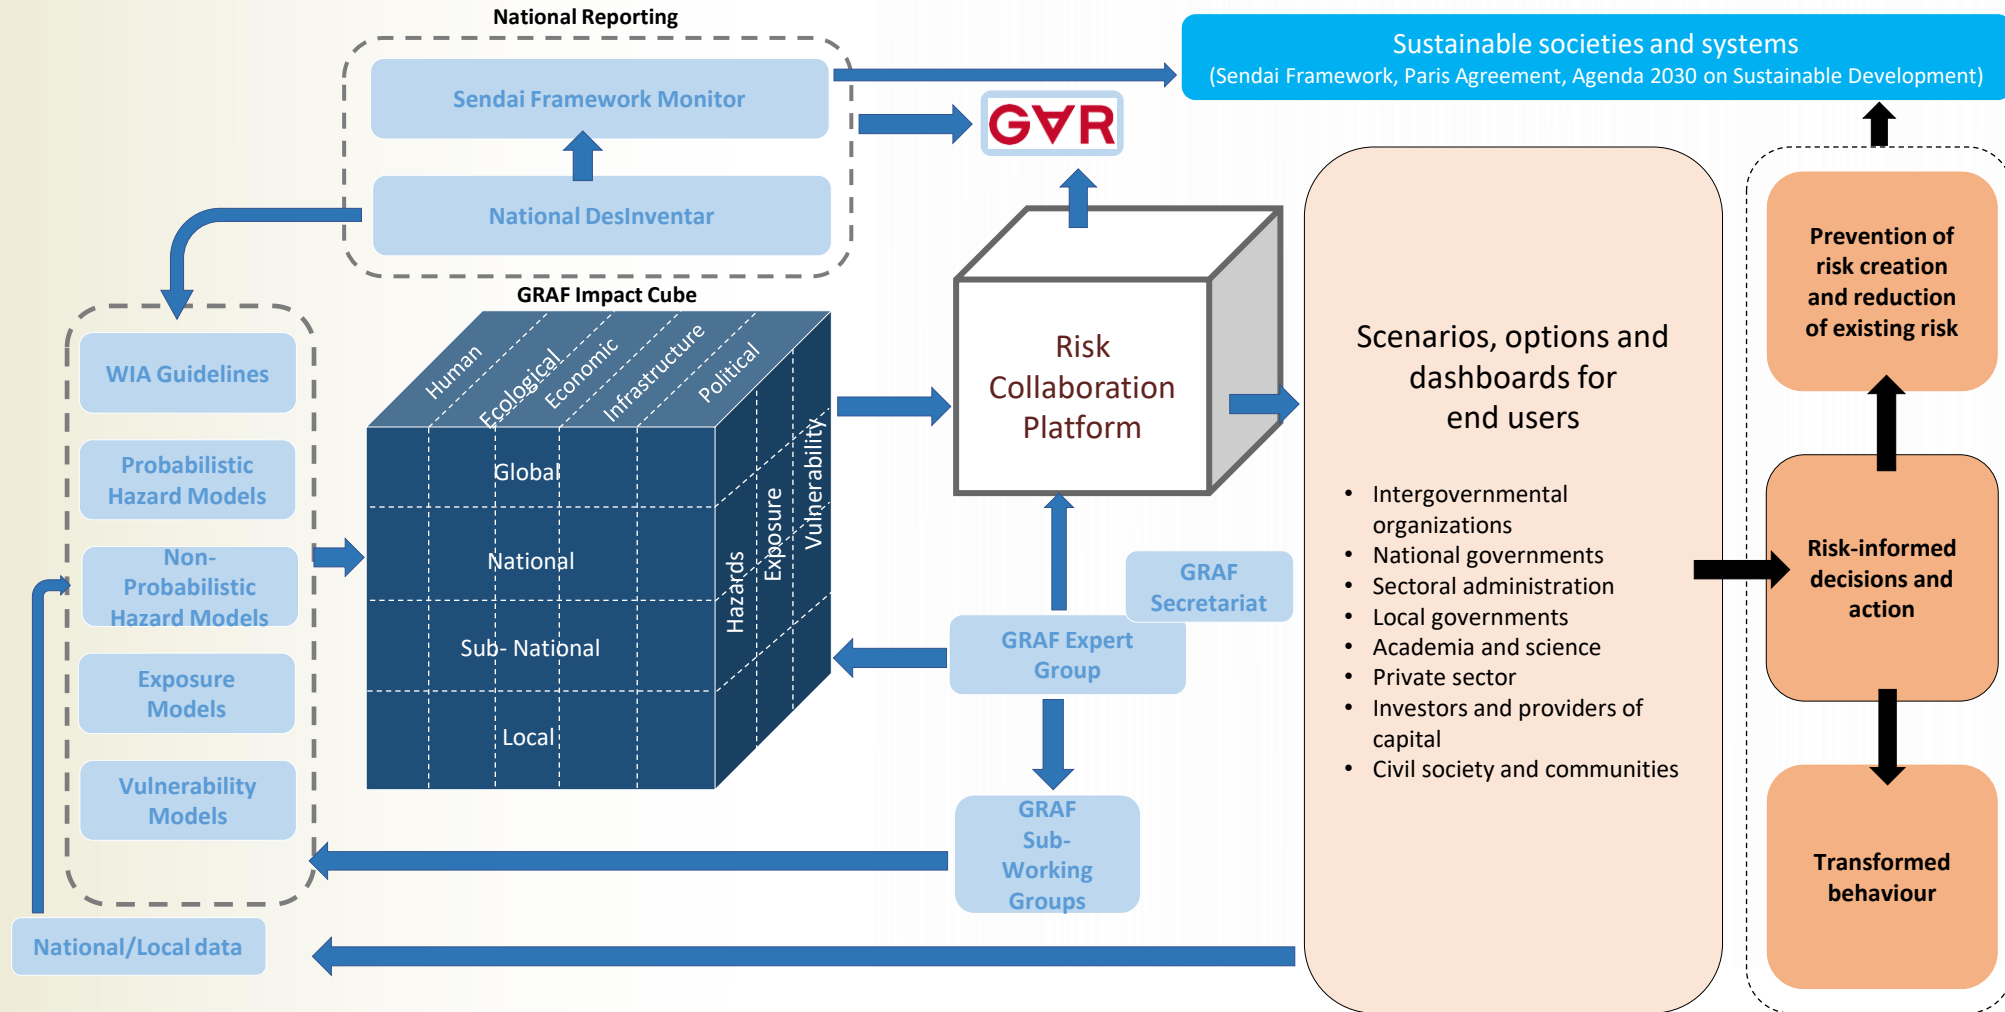 National Reporting
Sendai Framework Monitor
National DesInventar
GAR
Sustainable societies and systems
(Sendai Framework, Paris Agreement, Agenda 2030 on Sustainable Development)
WIA Guidelines
Probabilistic
Hazard Models
Non-
Probabilistic
Hazard Models
Exposure
Models
Vulnerability
Models
National/Local data
GRAF Impact Cube
Human
Ecological
Economic
Infrastructure
Political
Global
National
Sub- National
Local
Hazards
Exposure
Vulnerability
Risk
Collaboration
Platform
GRAF
Secretariat
GRAF Expert
Group
GRAF
Sub-
Working
Groups
Scenarios, options and
dashboards for
end users
• Intergovernmental
organizations
• National governments
• Sectoral administration
• Local governments
• Academia and science
• Private sector
• Investors and providers of
capital
• Civil society and communities
Prevention of
risk creation
and reduction
of existing risk
Risk-informed
decisions and
action
Transformed
behaviour